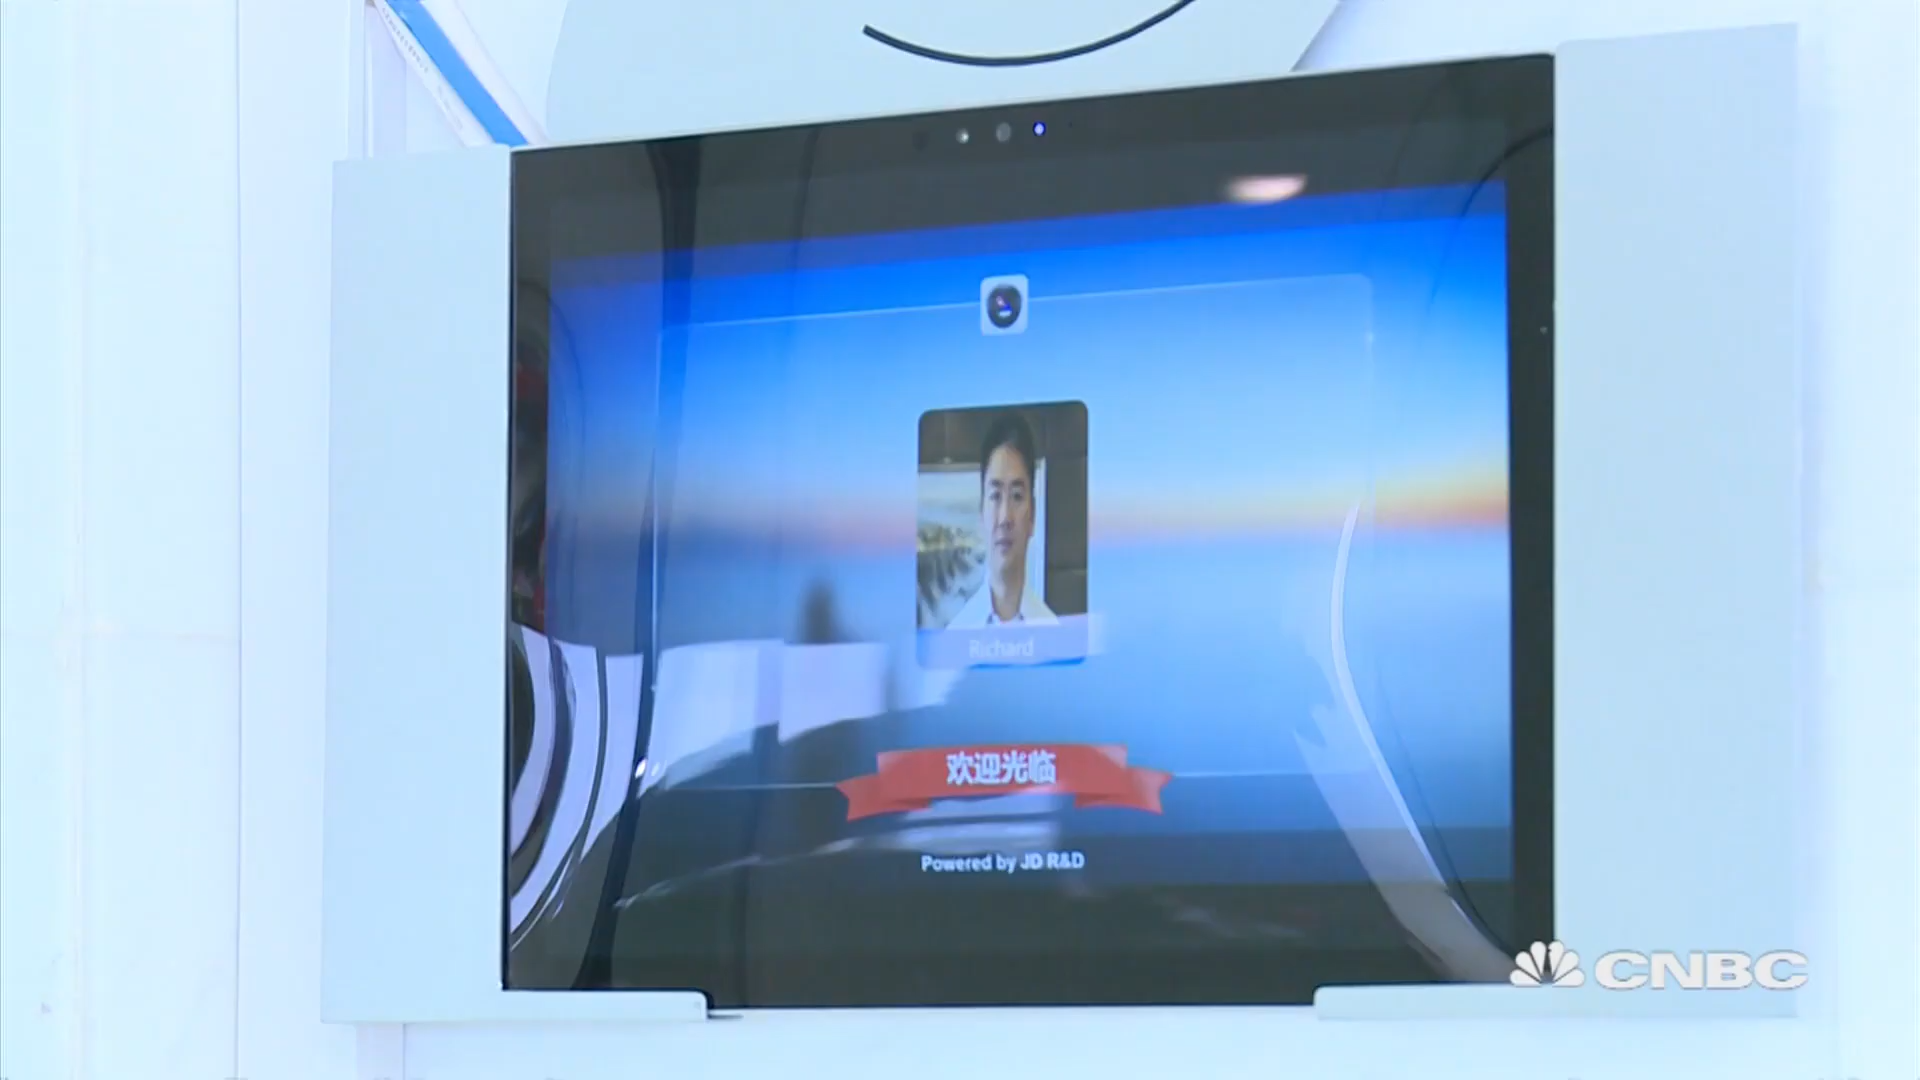 Richard
欢迎光临
Powered by JD R&D
CNBC